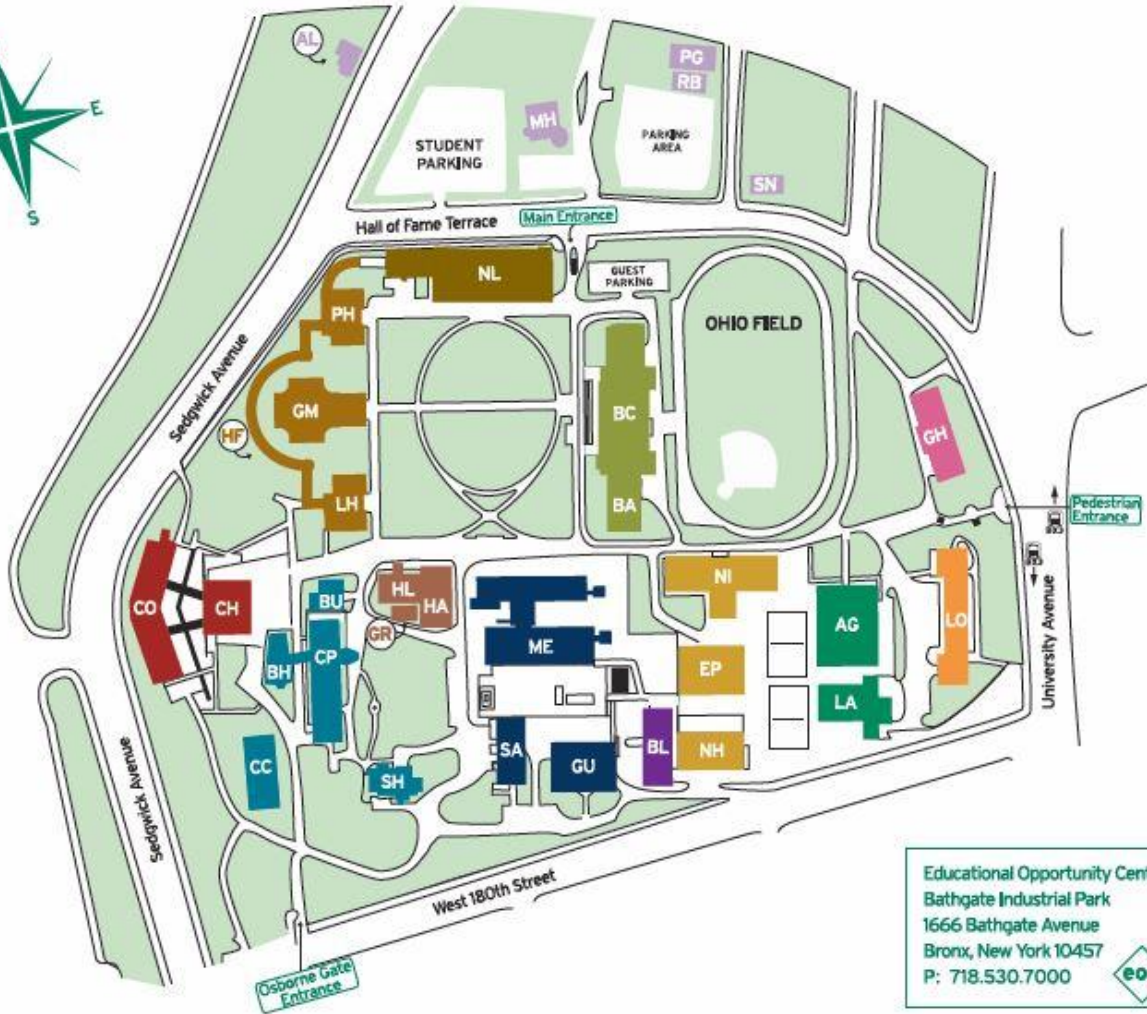 AL
PG
RB
E
MH
STUDENT
PARKING
PARKING
AREA
SN
S
Hall of Fame Terrace
Main Entrance
NL
GUEST
PARKING
PH
OHIO FIELD
Sedgwick Avenue
GM
BC
HF
GH
LH
BA
Pedestrian
Entrance
NI
HL
BU
HA
CO
CH
AG
LO
GR
ME
CP
BH
EP
University Avenue
LA
SA
BL
NH
CC
GU
SH
Sedgwick Avenue
West 180th Street
Osborne Gate
Entrance
Educational Opportunity Cent
Bathgate Industrial Park
1666 Bathgate Avenue
Bronx, New York 10457
P: 718.530.7000
eo